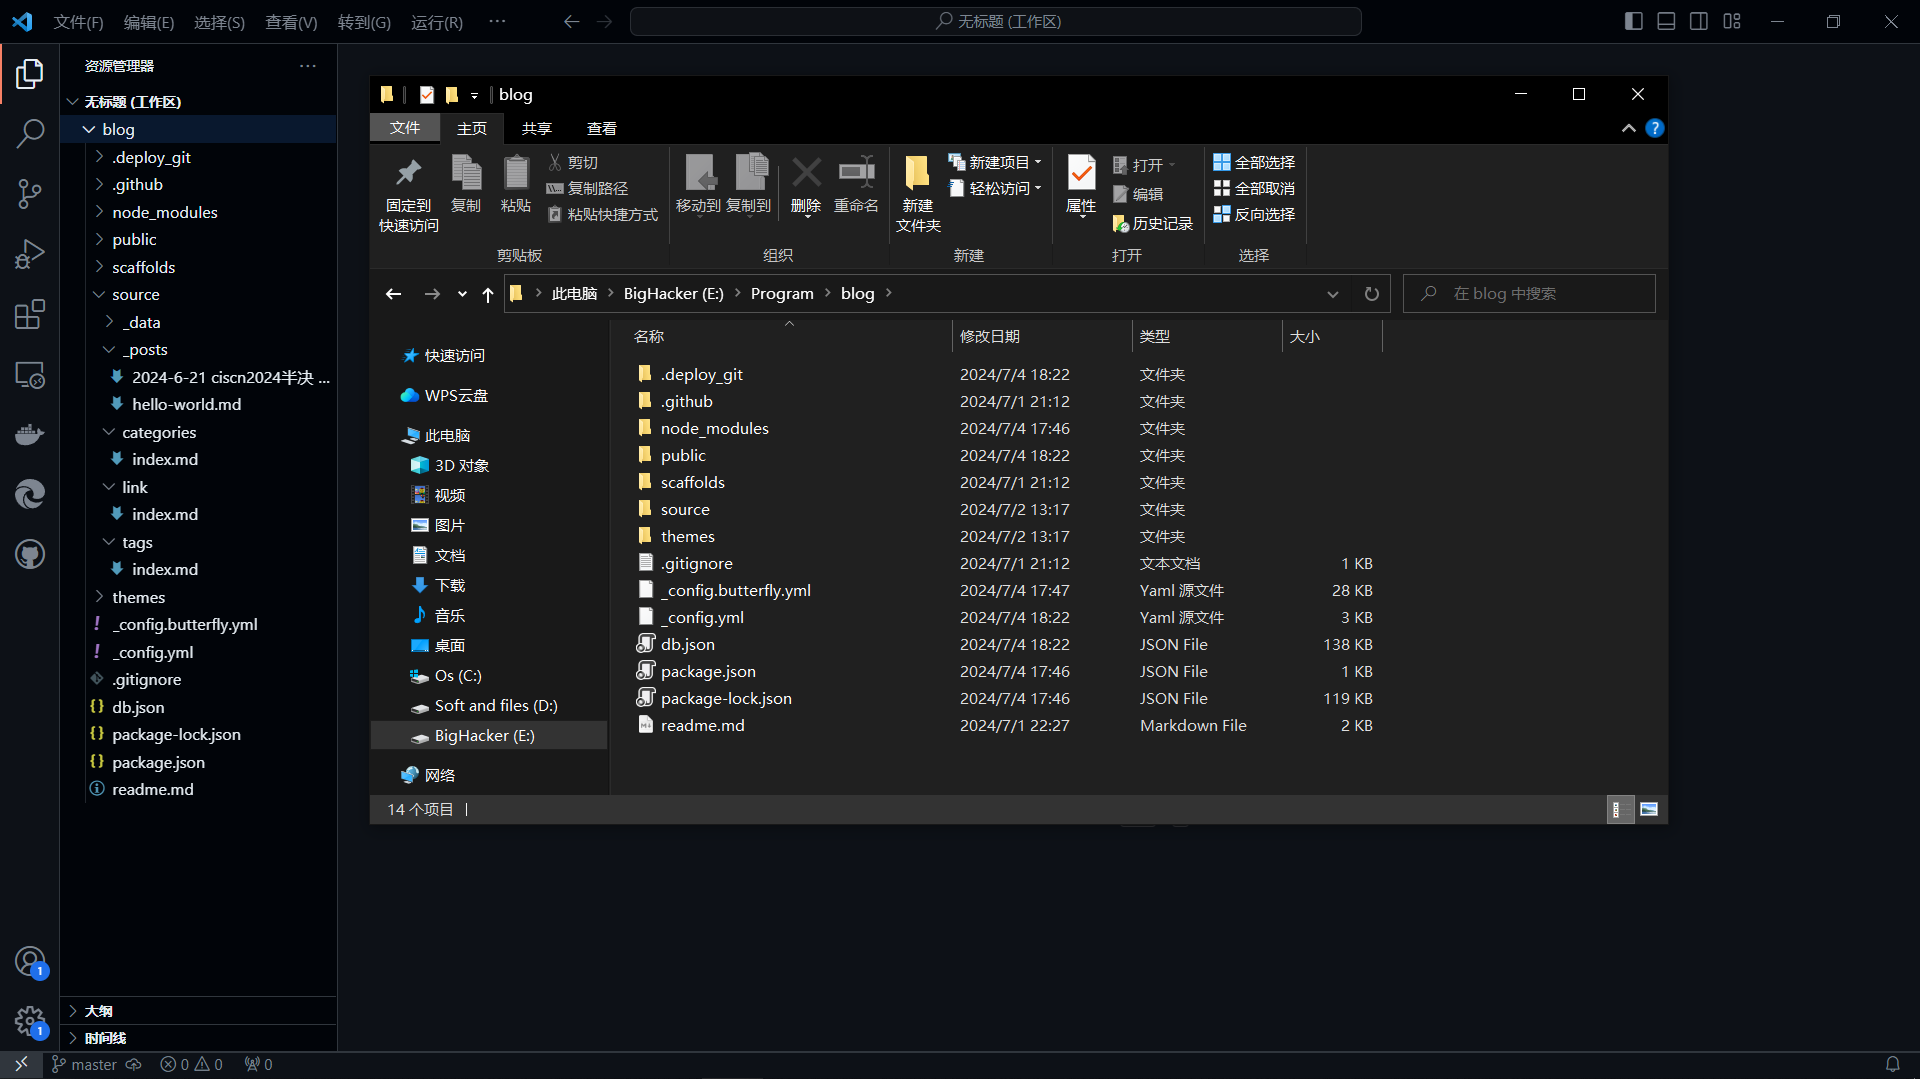 文件(F) 编辑(E) 选择(S) 查看(V) 转到(G) 运行(R) ··· 无标题 (工作区)
资源管理器 ···
无标题 (工作区)
blog
.deploy_git
.github
node_modules
public
scaffolds
source
_data
_posts
2024-6-21 ciscn2024半决 ...
hello-world.md
categories
index.md
link
index.md
tags
index.md
themes
! _config.butterfly.yml
! _config.yml
.gitignore
{} db.json
{} package-lock.json
{} package.json
readme.md
1
1
大纲
时间线
master 0 0 0
blog
文件 主页 共享 查看 ?
固定到
快速访问
复制
粘贴
剪切
复制路径
粘贴快捷方式
剪贴板
移动到 复制到 删除 重命名
组织
新建
文件夹
新建项目
轻松访问
新建
属性
打开
编辑
历史记录
打开
全部选择
全部取消
反向选择
选择
此电脑 BigHacker (E:) Program blog
在 blog 中搜索
快速访问
WPS云盘
此电脑
3D 对象
视频
图片
文档
下载
音乐
桌面
Os (C:)
Soft and files (D:)
BigHacker (E:)
网络
名称 修改日期 类型 大小
.deploy_git 2024/7/4 18:22 文件夹
.github 2024/7/1 21:12 文件夹
node_modules 2024/7/4 17:46 文件夹
public 2024/7/4 18:22 文件夹
scaffolds 2024/7/1 21:12 文件夹
source 2024/7/2 13:17 文件夹
themes 2024/7/2 13:17 文件夹
.gitignore 2024/7/1 21:12 文本文档 1 KB
_config.butterfly.yml 2024/7/4 17:47 Yaml 源文件 28 KB
_config.yml 2024/7/4 18:22 Yaml 源文件 3 KB
db.json 2024/7/4 18:22 JSON File 138 KB
package.json 2024/7/4 17:46 JSON File 1 KB
package-lock.json 2024/7/4 17:46 JSON File 119 KB
readme.md 2024/7/1 22:27 Markdown File 2 KB
14 个项目